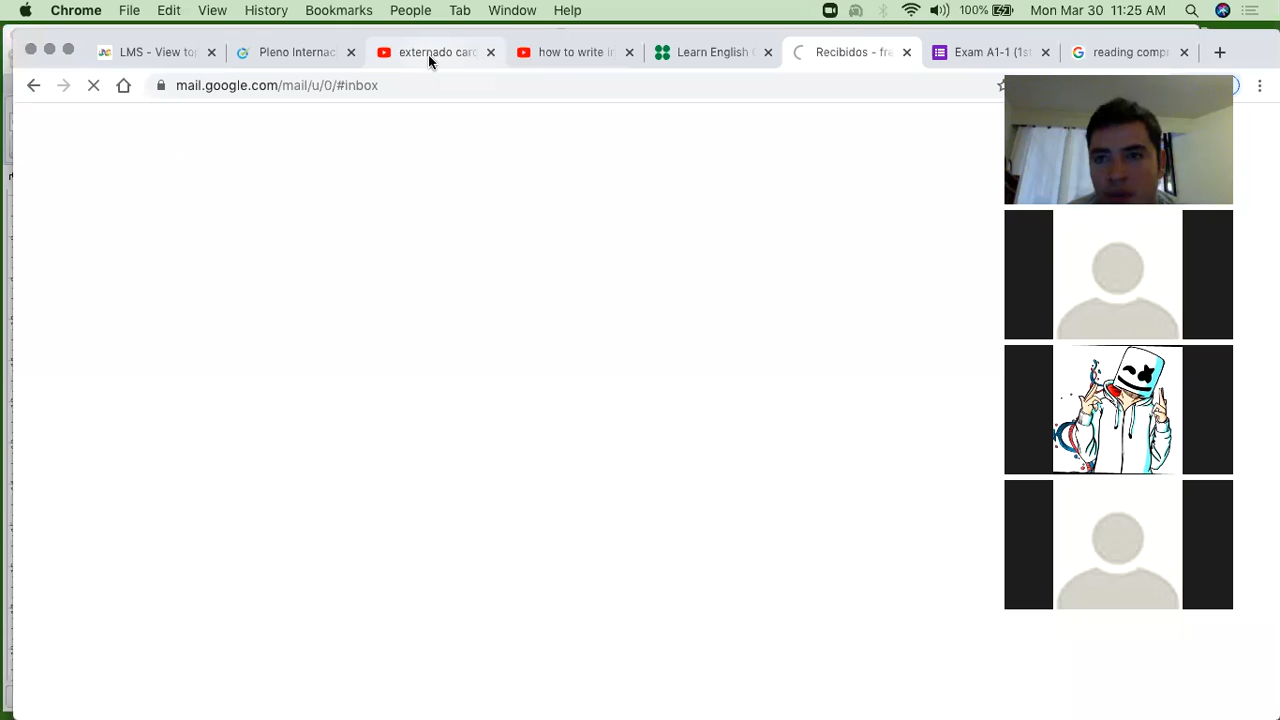 Chrome File Edit View History Bookmarks People Tab Window Help 100% Mon Mar 30 11:25 AM
LMS - View to Pleno Internac externado card how to write i Learn English Recibidos - fre Exam A1-1 (1st reading compr
mail.google.com/mail/u/0/#inbox